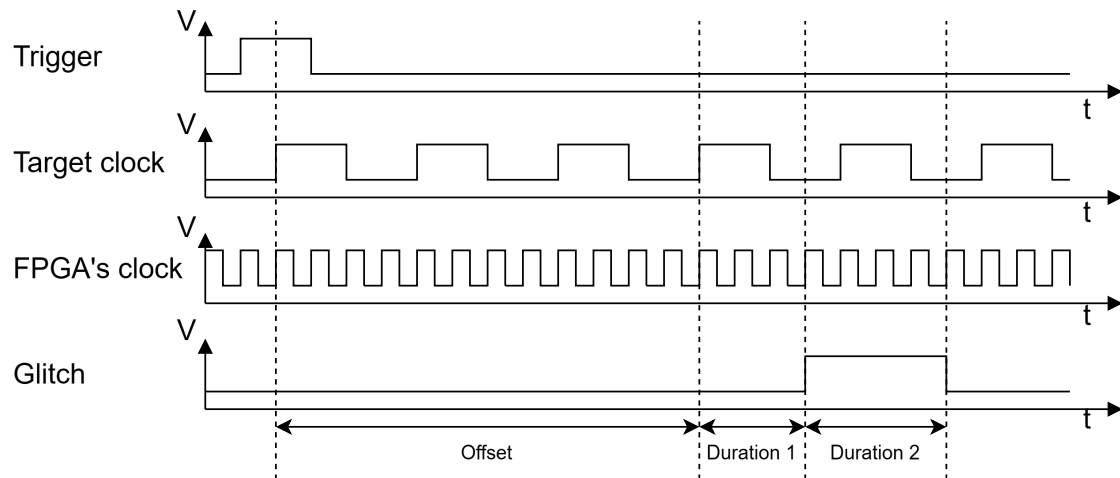 V
Trigger
t
V
Target clock
t
V
FPGA's clock
t
V
Glitch
t
Offset
Duration 1
Duration 2